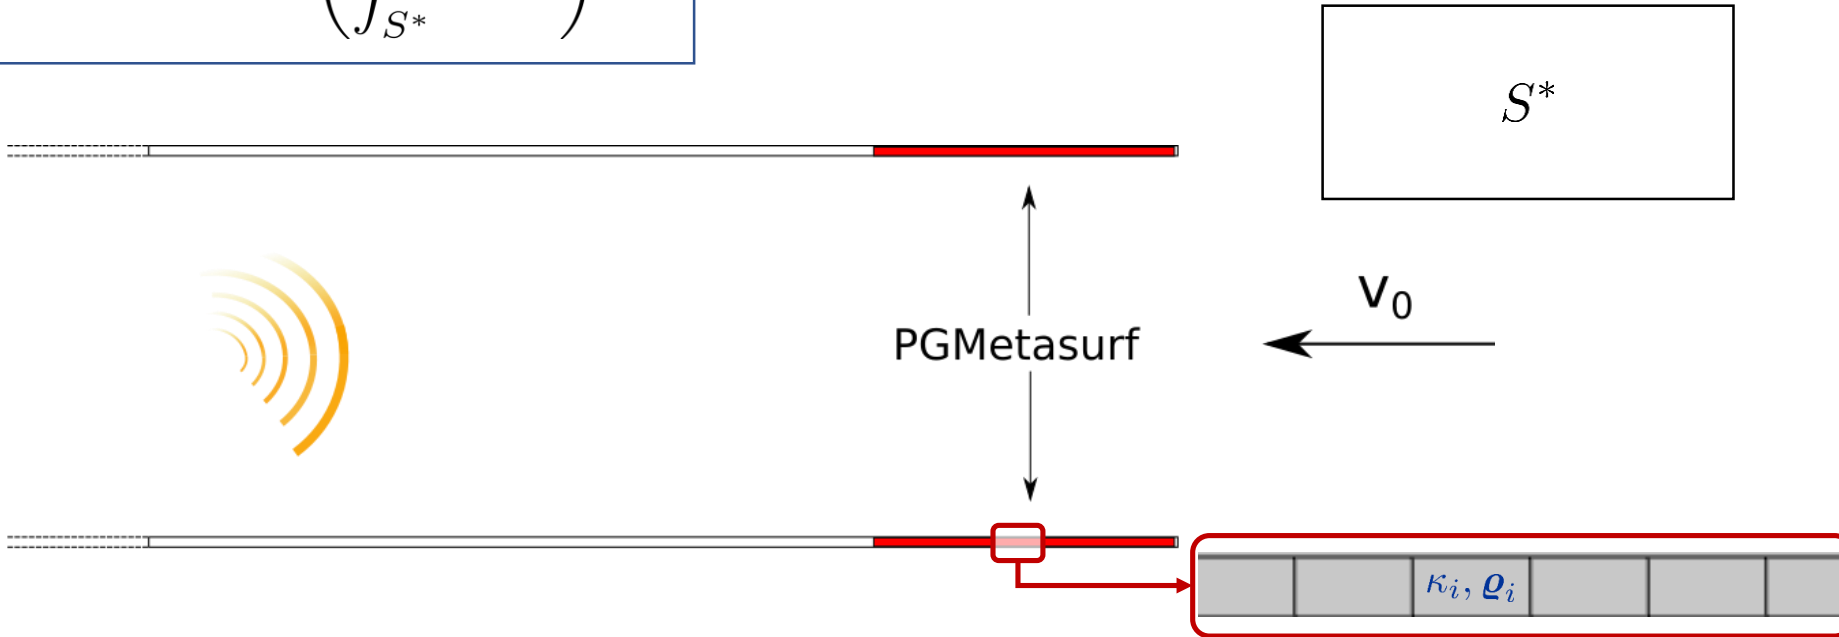 (∫_{S*} )
S*
v₀
PGMetasurf
κᵢ, ϱᵢ